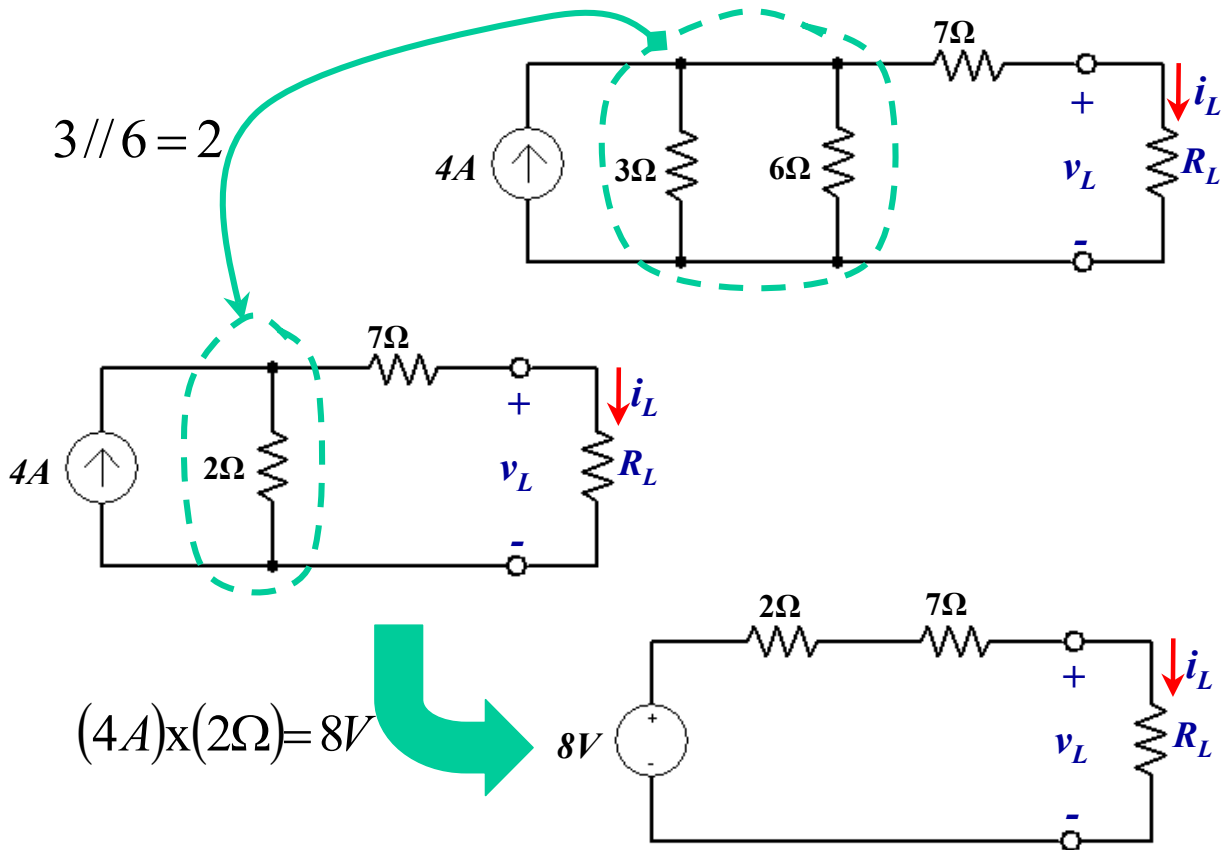 7Ω
+
i_L
3//6=2
4A
3Ω
6Ω
v_L
R_L
-
7Ω
+
i_L
4A
2Ω
v_L
R_L
-
2Ω
7Ω
+
i_L
(4A)x(2Ω)=8V
8V
+
-
v_L
R_L
-